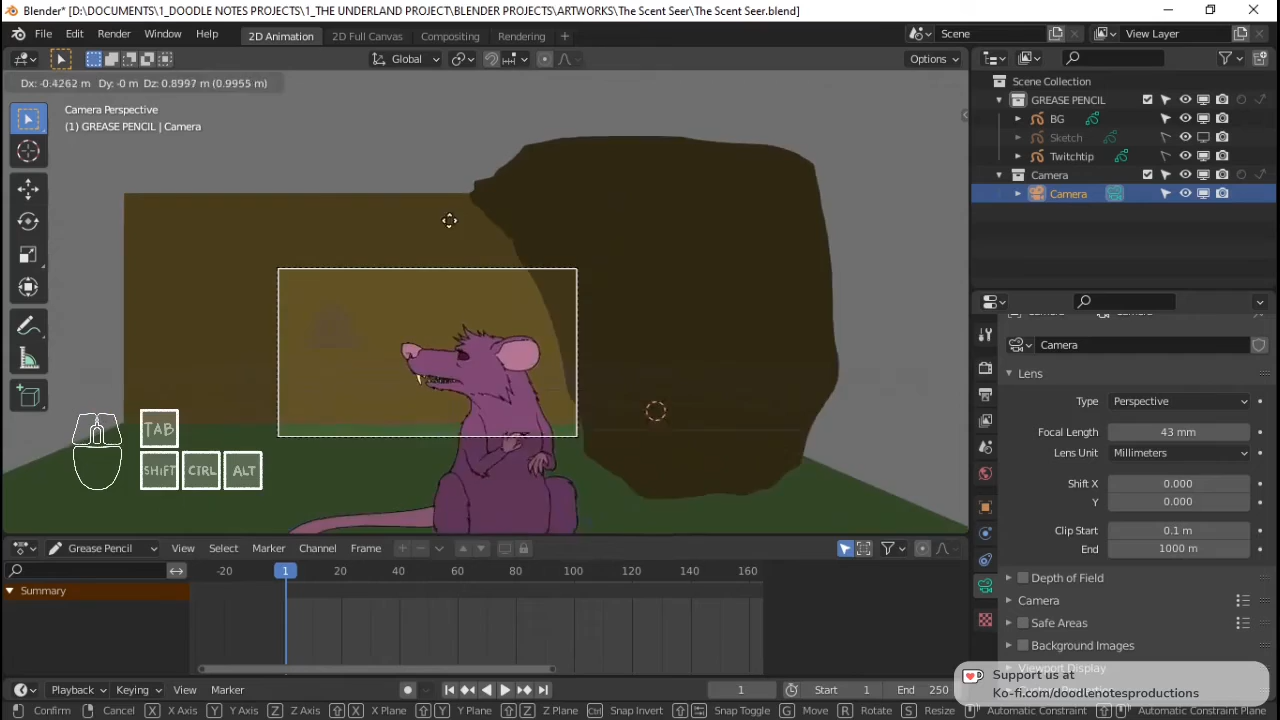 Blender* [D:\DOCUMENTS\1_DOODLE NOTES PROJECTS\1_THE UNDERLAND PROJECT\BLENDER PROJECTS\ARTWORKS\The Scent Seer\The Scent Seer.blend]
File Edit Render Window Help 2D Animation 2D Full Canvas Compositing Rendering Scene View Layer
Global Options
Dx: -0.4262 m Dy: -0 m Dz: 0.8997 m (0.9955 m)
Camera Perspective
(1) GREASE PENCIL | Camera
Scene Collection
GREASE PENCIL
BG
Sketch
Twitchtip
Camera
Camera
Camera
Lens
Type Perspective
Focal Length 43 mm
Lens Unit Millimeters
Shift X 0.000
Y 0.000
Clip Start 0.1 m
End 1000 m
Depth of Field
Camera
Safe Areas
Background Images
Viewport Display
TAB
SHIFT CTRL ALT
Grease Pencil View Select Marker Channel Frame
-20 1 20 40 60 80 100 120 140 160
Summary
Support us at
Ko-fi.com/doodlenotesproductions
Playback Keying View Marker 1 Start 1 End 250
Confirm Cancel X X Axis Y Y Axis Z Z Axis X X Plane Y Y Plane Z Z Plane Ctrl Snap Invert Snap Toggle G Move R Rotate S Resize Automatic Constraint Automatic Constraint Plane